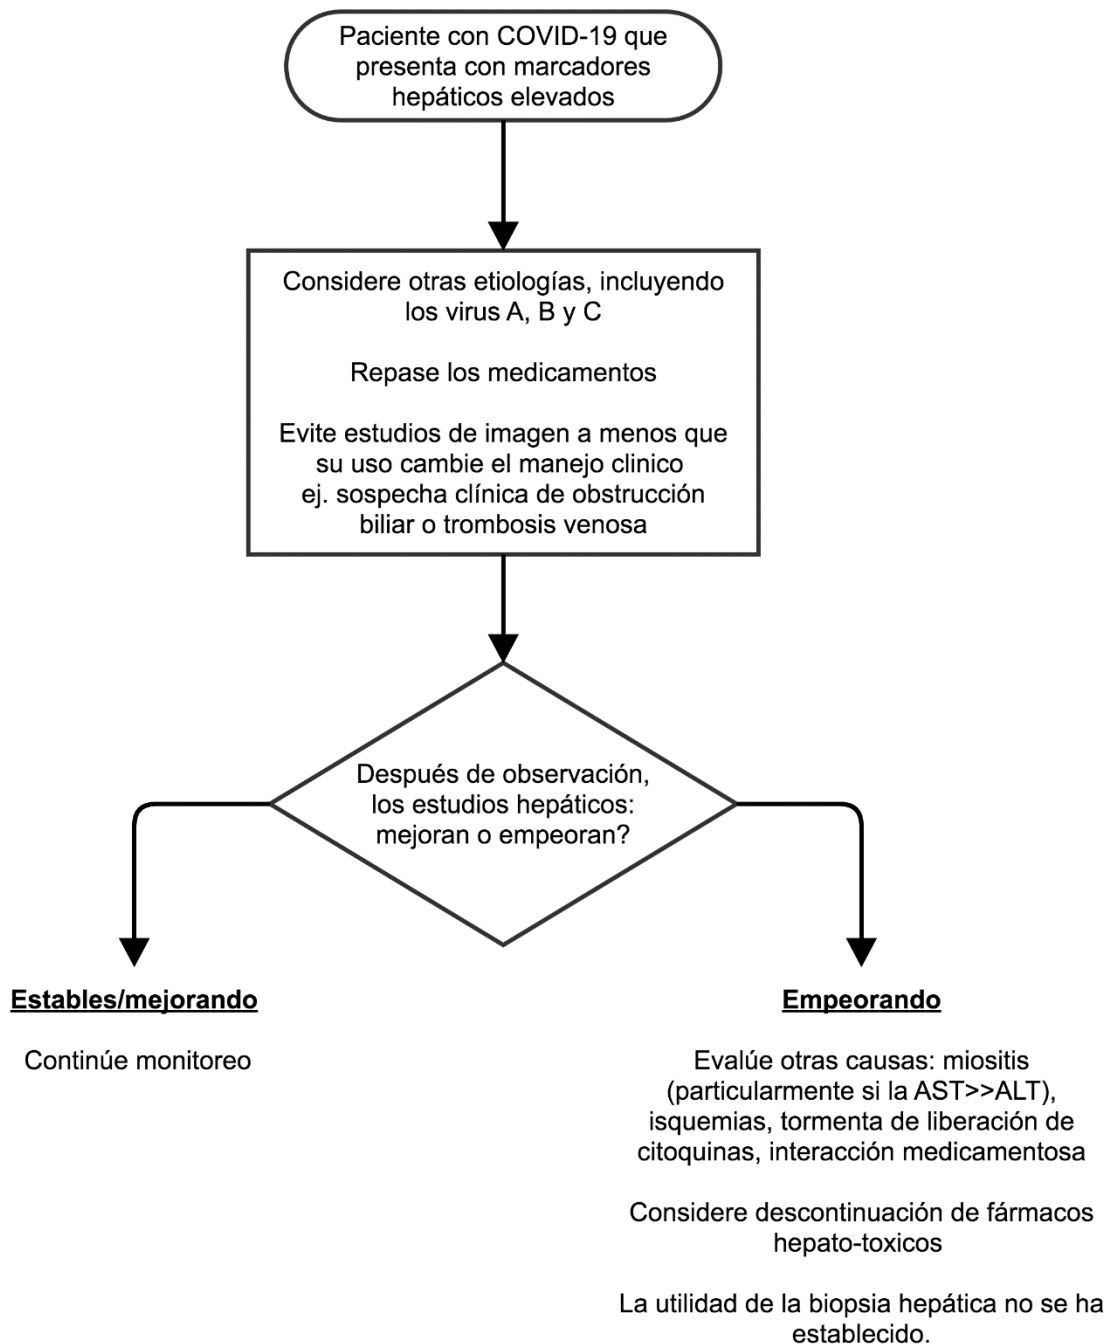 Paciente con COVID-19 que
presenta con marcadores
hepáticos elevados
Considere otras etiologías, incluyendo
los virus A, B y C
Repase los medicamentos
Evite estudios de imagen a menos que
su uso cambie el manejo clinico
ej. sospecha clínica de obstrucción
biliar o trombosis venosa
Después de observación,
los estudios hepáticos:
mejoran o empeoran?
Estables/mejorando
Continúe monitoreo
Empeorando
Evalúe otras causas: miositis
(particularmente si la AST>>ALT),
isquemias, tormenta de liberación de
citoquinas, interacción medicamentosa
Considere descontinuación de fármacos
hepato-toxicos
La utilidad de la biopsia hepática no se ha
establecido.